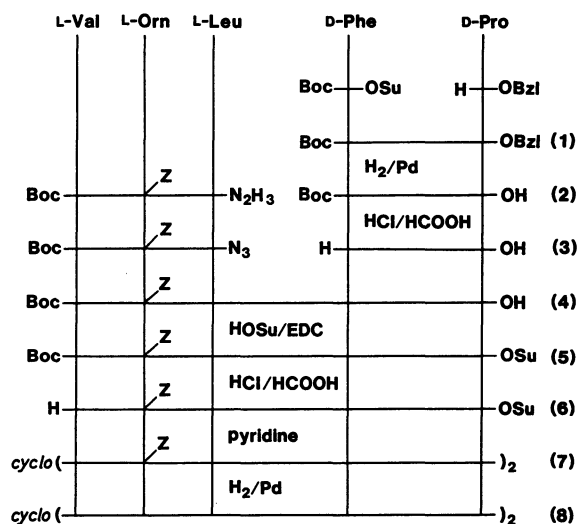 L-Val L-Orn L-Leu D-Phe D-Pro
Boc OSu H OBzl
Boc OBzl (1)
H₂/Pd
Boc Z N₂H₃ Boc OH (2)
HCl/HCOOH
Boc Z N₃ H OH (3)
Boc Z OH (4)
HOSu/EDC
Boc Z OSu (5)
HCl/HCOOH
H Z OSu (6)
pyridine
cyclo( Z )₂ (7)
H₂/Pd
cyclo( )₂ (8)